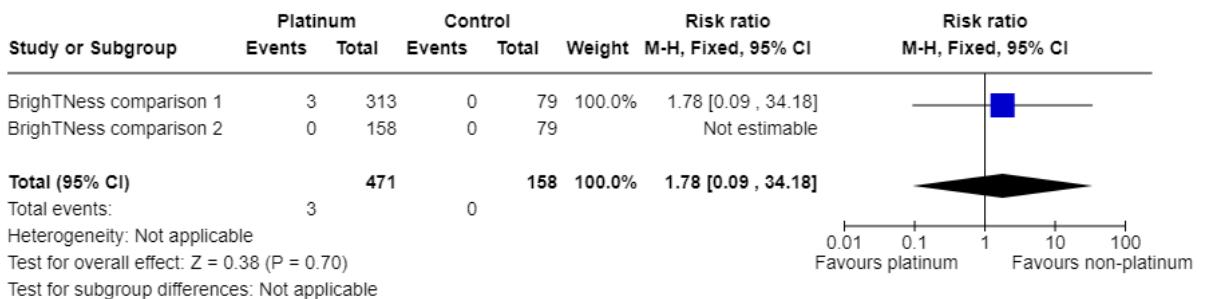 Platinum Control Risk ratio Risk ratio
Study or Subgroup Events Total Events Total Weight M-H, Fixed, 95% CI M-H, Fixed, 95% CI
BrighTNess comparison 1 3 313 0 79 100.0% 1.78 [0.09 , 34.18]
BrighTNess comparison 2 0 158 0 79 Not estimable
Total (95% CI) 471 158 100.0% 1.78 [0.09 , 34.18]
Total events: 3 0
Heterogeneity: Not applicable
Test for overall effect: Z = 0.38 (P = 0.70)
Test for subgroup differences: Not applicable
0.01 0.1 1 10 100
Favours platinum Favours non-platinum